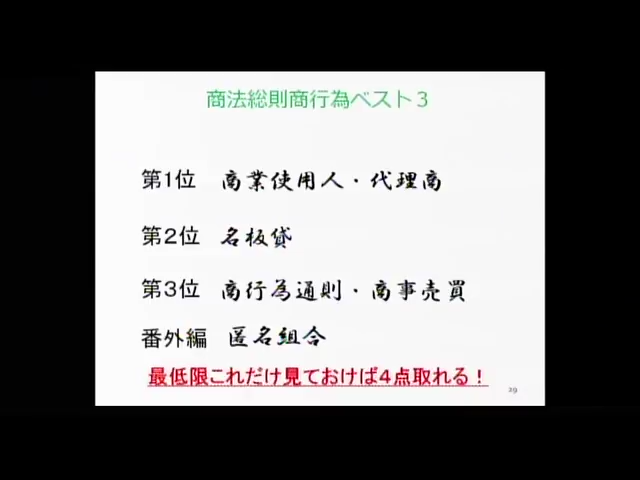 商法総則商行為ベスト３
第1位 商業使用人・代理商
第2位 名板貸
第3位 商行為通則・商事売買
番外編 匿名組合
最低限これだけ見ておけば４点取れる！
29